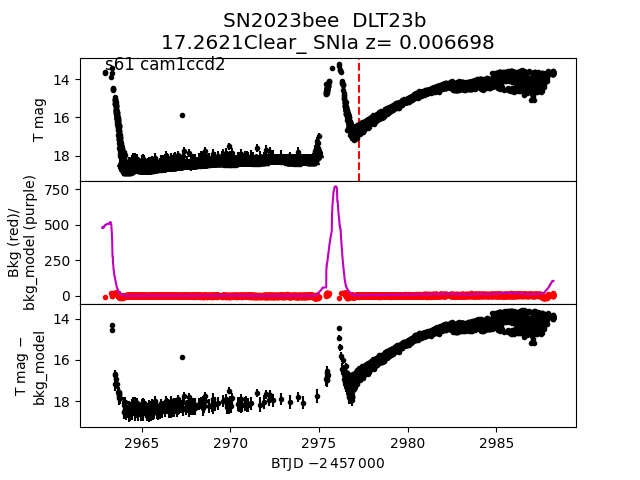 SN2023bee  DLT23b
17.2621Clear_ SNIa z= 0.006698
s61 cam1ccd2
14
16
18
T mag
750
500
250
0
Bkg (red)/
bkg_model (purple)
14
16
18
T mag −
bkg_model
2965
2970
2975
2980
2985
BTJD −2 457 000